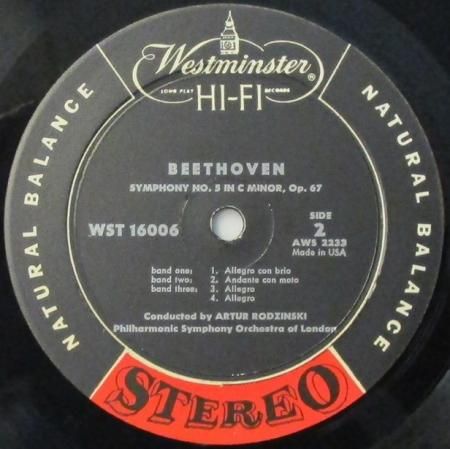 Westminster®
LONG PLAY RECORDS
HI-FI
NATURAL BALANCE
NATURAL BALANCE
BEETHOVEN
SYMPHONY NO. 5 IN C MINOR, Op. 67
WST 16006
SIDE
2
AWS 2233
Made in USA
band one: 1. Allegro con brio
band two: 2. Andante con moto
band three: 3. Allegro
4. Allegro
Conducted by ARTUR RODZINSKI
Philharmonic Symphony Orchestra of London
STEREO